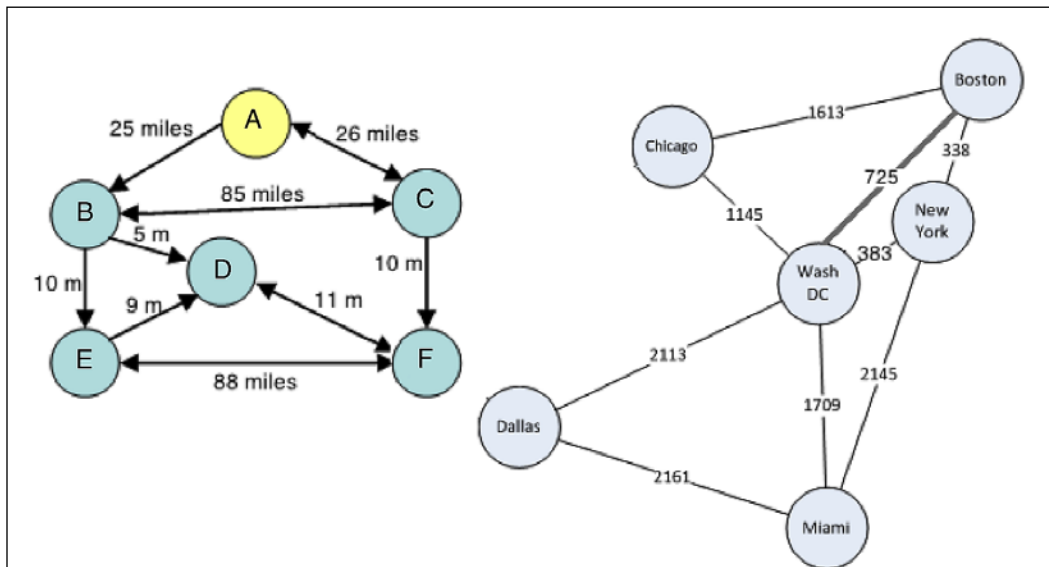 A
25 miles
26 miles
B
85 miles
C
5 m
D
10 m
10 m
9 m
11 m
E
F
88 miles
Boston
1613
Chicago
338
725
1145
New
York
383
Wash
DC
2113
2145
1709
Dallas
2161
Miami